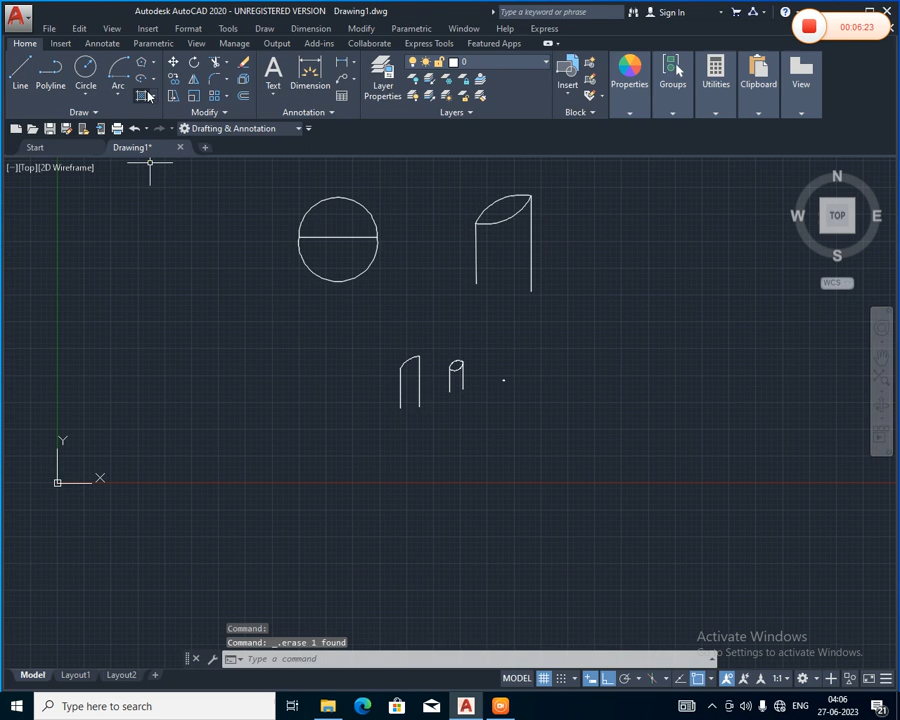 A
Autodesk AutoCAD 2020 - UNREGISTERED VERSION Drawing1.dwg
Type a keyword or phrase
Sign In
00:06:23
File Edit View Insert Format Tools Draw Dimension Modify Parametric Window Help Express
Home Insert Annotate Parametric View Manage Output Add-ins Collaborate Express Tools Featured Apps
Line Polyline Circle Arc
Text Dimension
Layer Properties
0
Insert
Properties Groups Utilities Clipboard View
Draw Modify Annotation Layers Block
Drafting & Annotation
Start Drawing1*
[−][Top][2D Wireframe]
N
W TOP E
S
WCS
Y
X
Command:
Command: _.erase 1 found
Activate Windows
Go to Settings to activate Windows.
Type a command
Model Layout1 Layout2
MODEL
1:1
Type here to search
A
ENG
04:06
27-06-2023
21